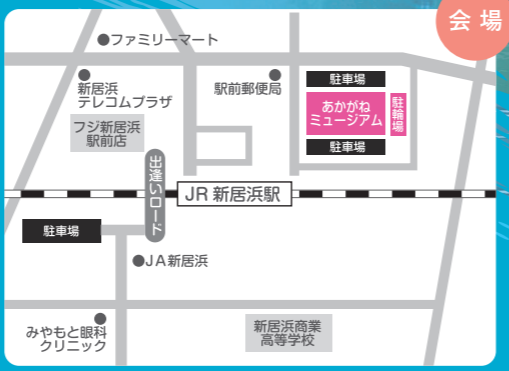 会場
ファミリーマート
新居浜
テレコムプラザ
駅前郵便局
駐車場
あかがね
ミュージアム
駐輪場
駐車場
フジ新居浜
駅前店
出逢いロード
JR 新居浜駅
駐車場
JA新居浜
みやもと眼科
クリニック
新居浜商業
高等学校